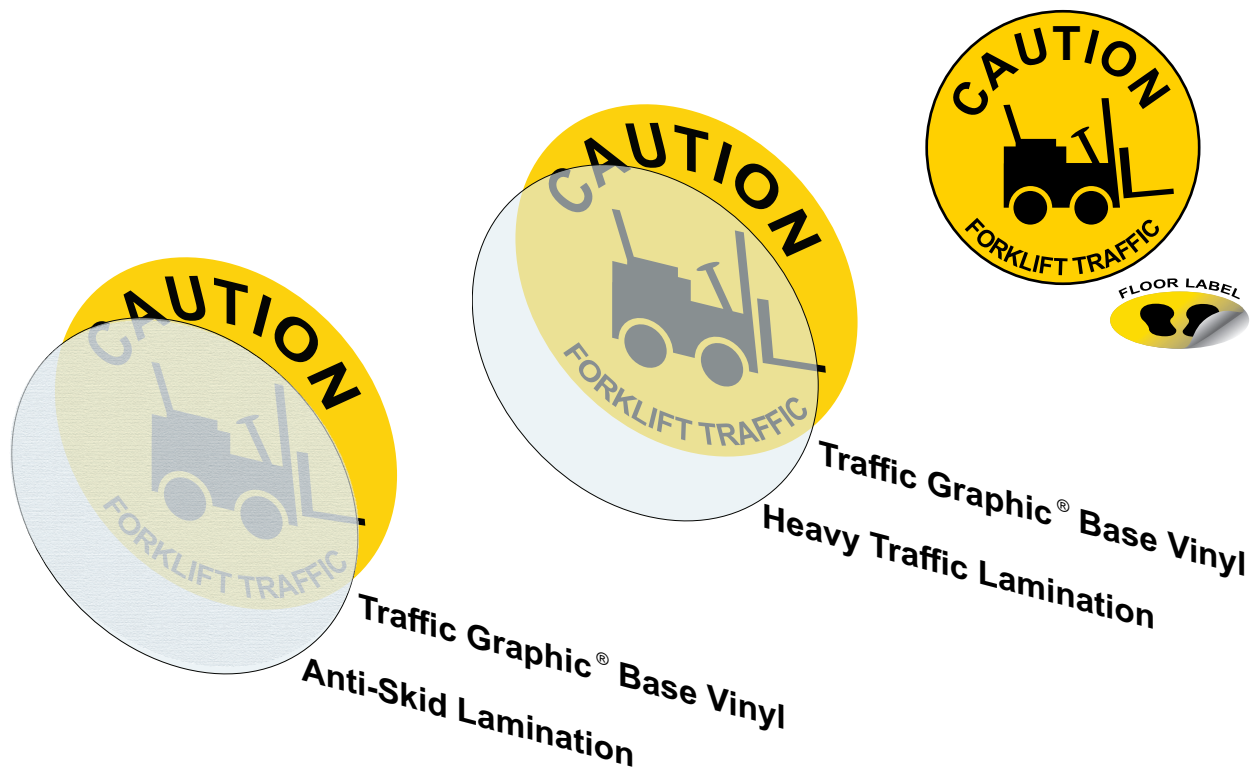 CAUTION
FORKLIFT TRAFFIC
FLOOR LABEL
CAUTION
FORKLIFT TRAFFIC
Traffic Graphic® Base Vinyl
Heavy Traffic Lamination
CAUTION
FORKLIFT TRAFFIC
Traffic Graphic® Base Vinyl
Anti-Skid Lamination